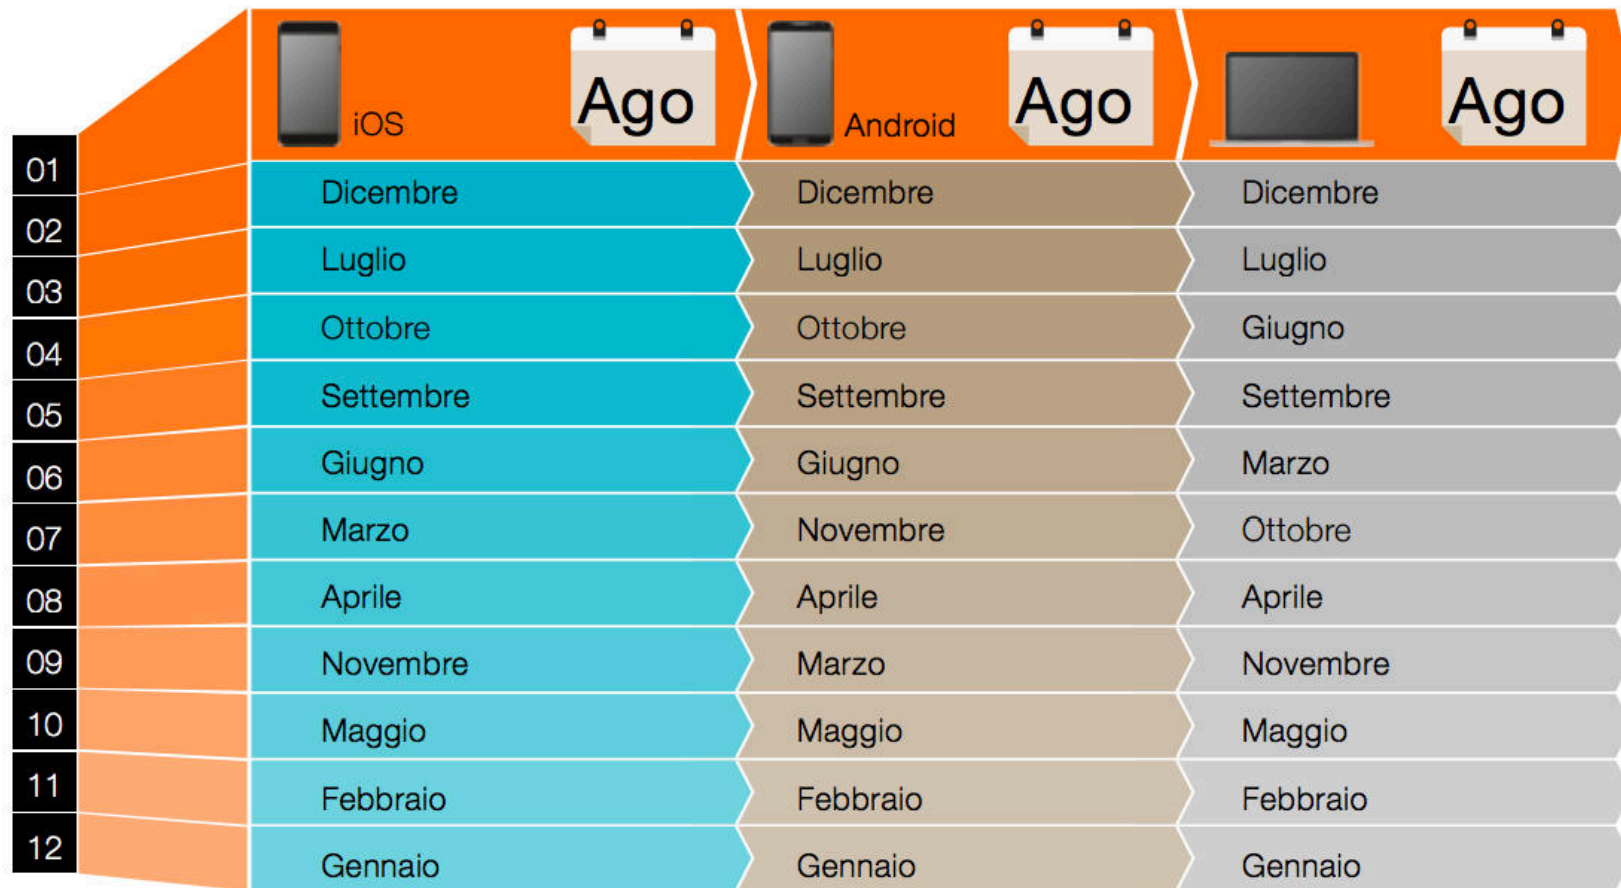 iOS Ago Android Ago Ago
01
Dicembre Dicembre Dicembre
02
Luglio Luglio Luglio
03
Ottobre Ottobre Giugno
04
Settembre Settembre Settembre
05
Giugno Giugno Marzo
06
Marzo Novembre Ottobre
07
Aprile Aprile Aprile
08
Novembre Marzo Novembre
09
Maggio Maggio Maggio
10
Febbraio Febbraio Febbraio
11
Gennaio Gennaio Gennaio
12